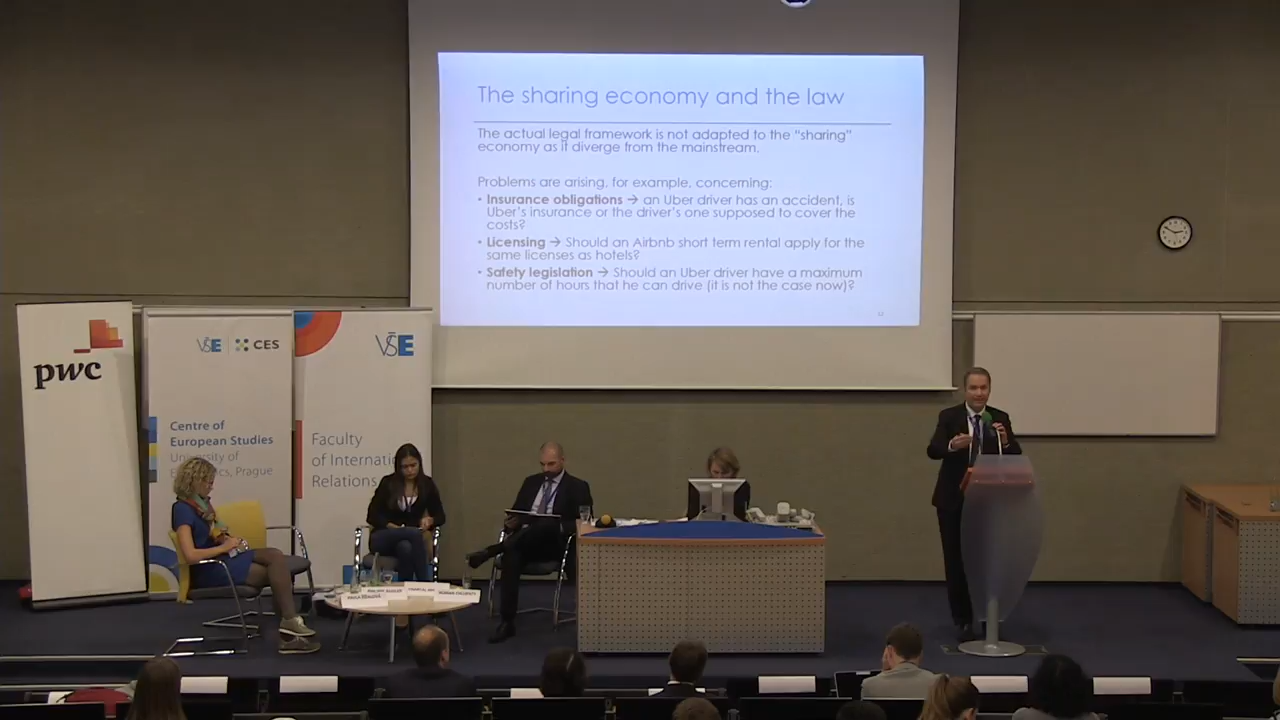 The sharing economy and the law
The actual legal framework is not adapted to the "sharing"
economy as it diverge from the mainstream.
Problems are arising, for example, concerning:
• Insurance obligations → an Uber driver has an accident, is
Uber's insurance or the driver's one supposed to cover the
costs?
• Licensing → Should an Airbnb short term rental apply for the
same licenses as hotels?
• Safety legislation → Should an Uber driver have a maximum
number of hours that he can drive (it is not the case now)?
pwc
VŠE
CES
Centre of
European Studies
University of
Prague
VŠE
Faculty
of Internati
Relations